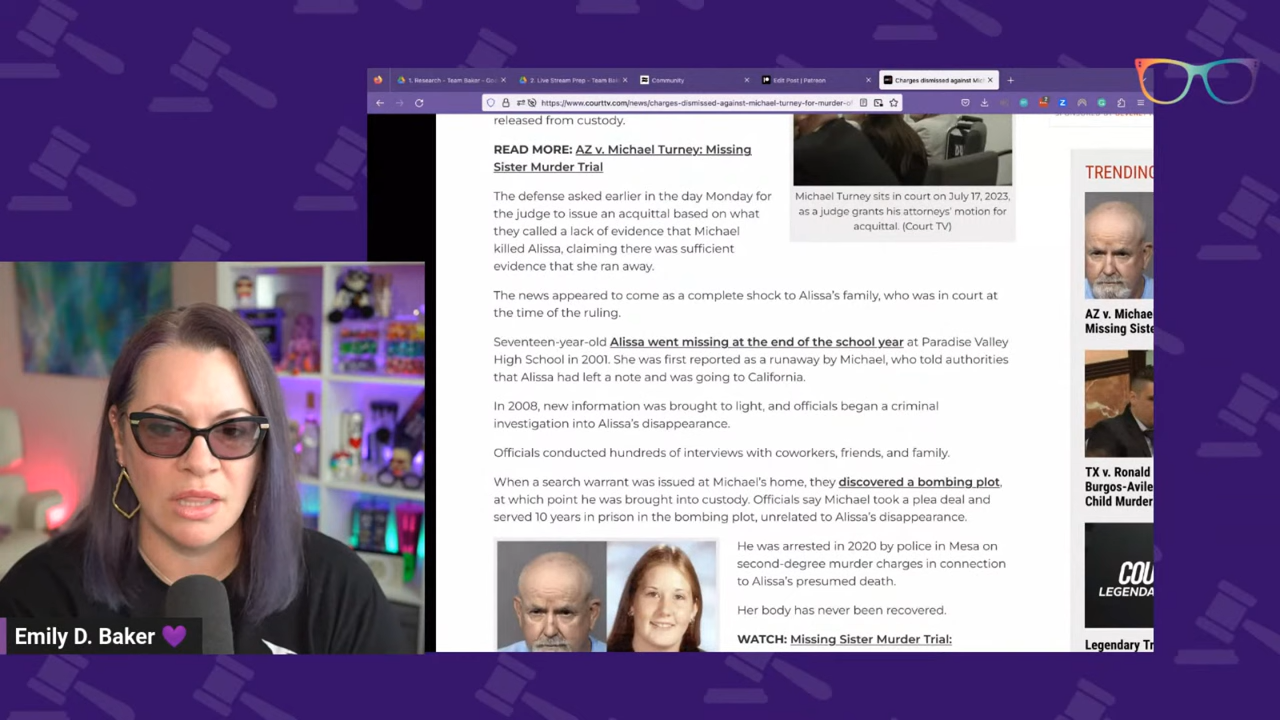 1. Research - Team Baker - Goo
2. Live Stream Prep - Team Bak
Community
Edit Post | Patreon
Charges dismissed against Mic
https://www.courttv.com/news/charges-dismissed-against-michael-turney-for-murder-of
released from custody.
READ MORE: AZ v. Michael Turney: Missing
Sister Murder Trial
The defense asked earlier in the day Monday for
the judge to issue an acquittal based on what
they called a lack of evidence that Michael
killed Alissa, claiming there was sufficient
evidence that she ran away.
Michael Turney sits in court on July 17, 2023,
as a judge grants his attorneys' motion for
acquittal. (Court TV)
The news appeared to come as a complete shock to Alissa's family, who was in court at
the time of the ruling.
Seventeen-year-old Alissa went missing at the end of the school year at Paradise Valley
High School in 2001. She was first reported as a runaway by Michael, who told authorities
that Alissa had left a note and was going to California.
In 2008, new information was brought to light, and officials began a criminal
investigation into Alissa's disappearance.
Officials conducted hundreds of interviews with coworkers, friends, and family.
When a search warrant was issued at Michael's home, they discovered a bombing plot,
at which point he was brought into custody. Officials say Michael took a plea deal and
served 10 years in prison in the bombing plot, unrelated to Alissa's disappearance.
He was arrested in 2020 by police in Mesa on
second-degree murder charges in connection
to Alissa's presumed death.
Her body has never been recovered.
WATCH: Missing Sister Murder Trial:
TRENDING
AZ v. Michae
Missing Siste
TX v. Ronald
Burgos-Avile
Child Murder
COU
LEGENDA
Legendary Tr
Emily D. Baker 💜